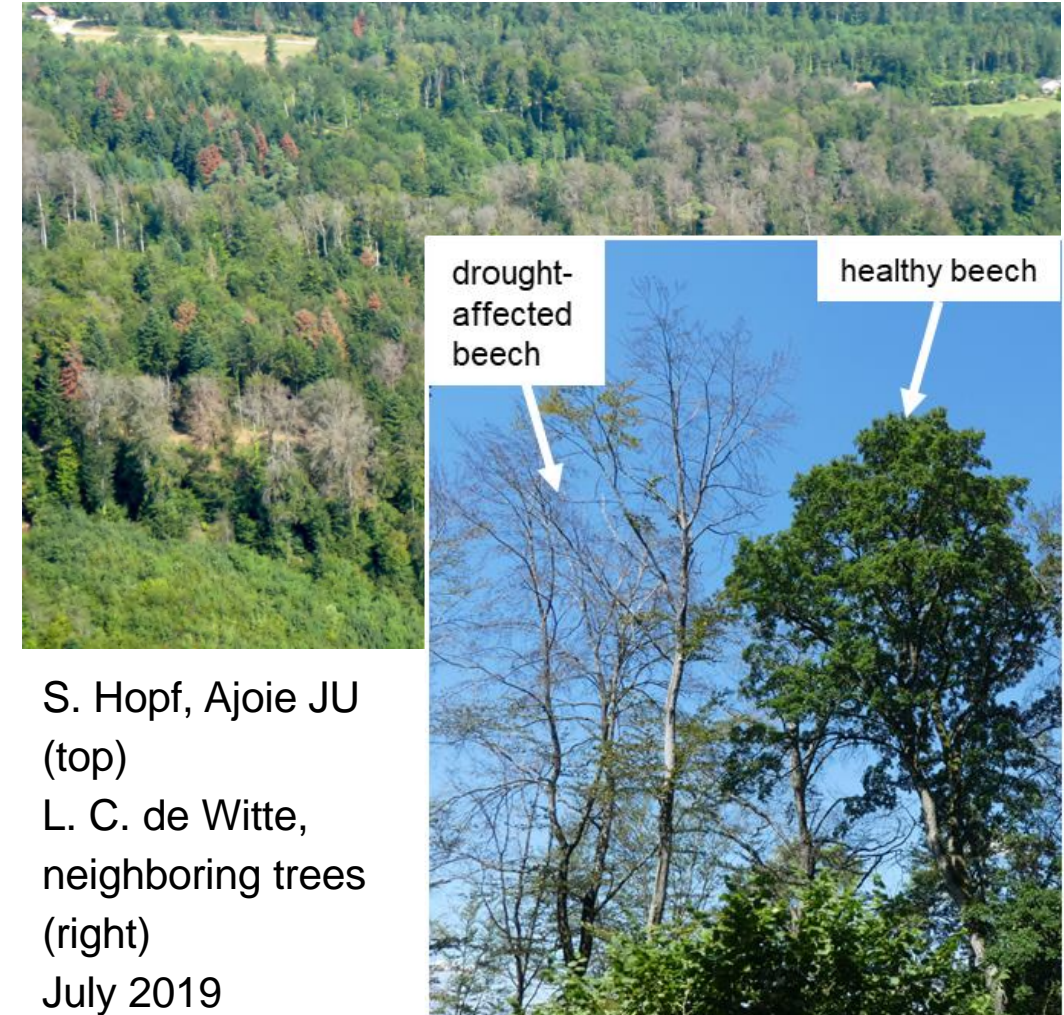 drought-
affected
beech
healthy beech
S. Hopf, Ajoie JU
(top)
L. C. de Witte,
neighboring trees
(right)
July 2019